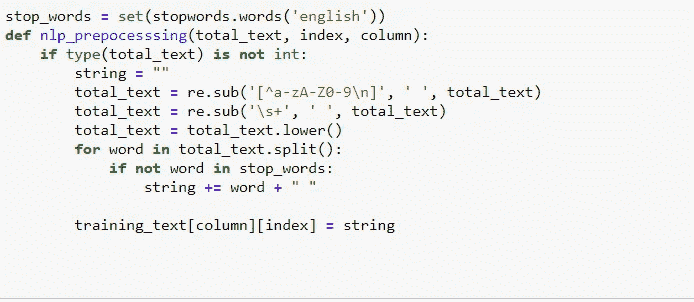 stop_words = set(stopwords.words('english'))
def nlp_prepocesssing(total_text, index, column):
    if type(total_text) is not int:
        string = ""
        total_text = re.sub('[^a-zA-Z0-9\n]', ' ', total_text)
        total_text = re.sub('\s+', ' ', total_text)
        total_text = total_text.lower()
        for word in total_text.split():
            if not word in stop_words:
                string += word + " "
        training_text[column][index] = string